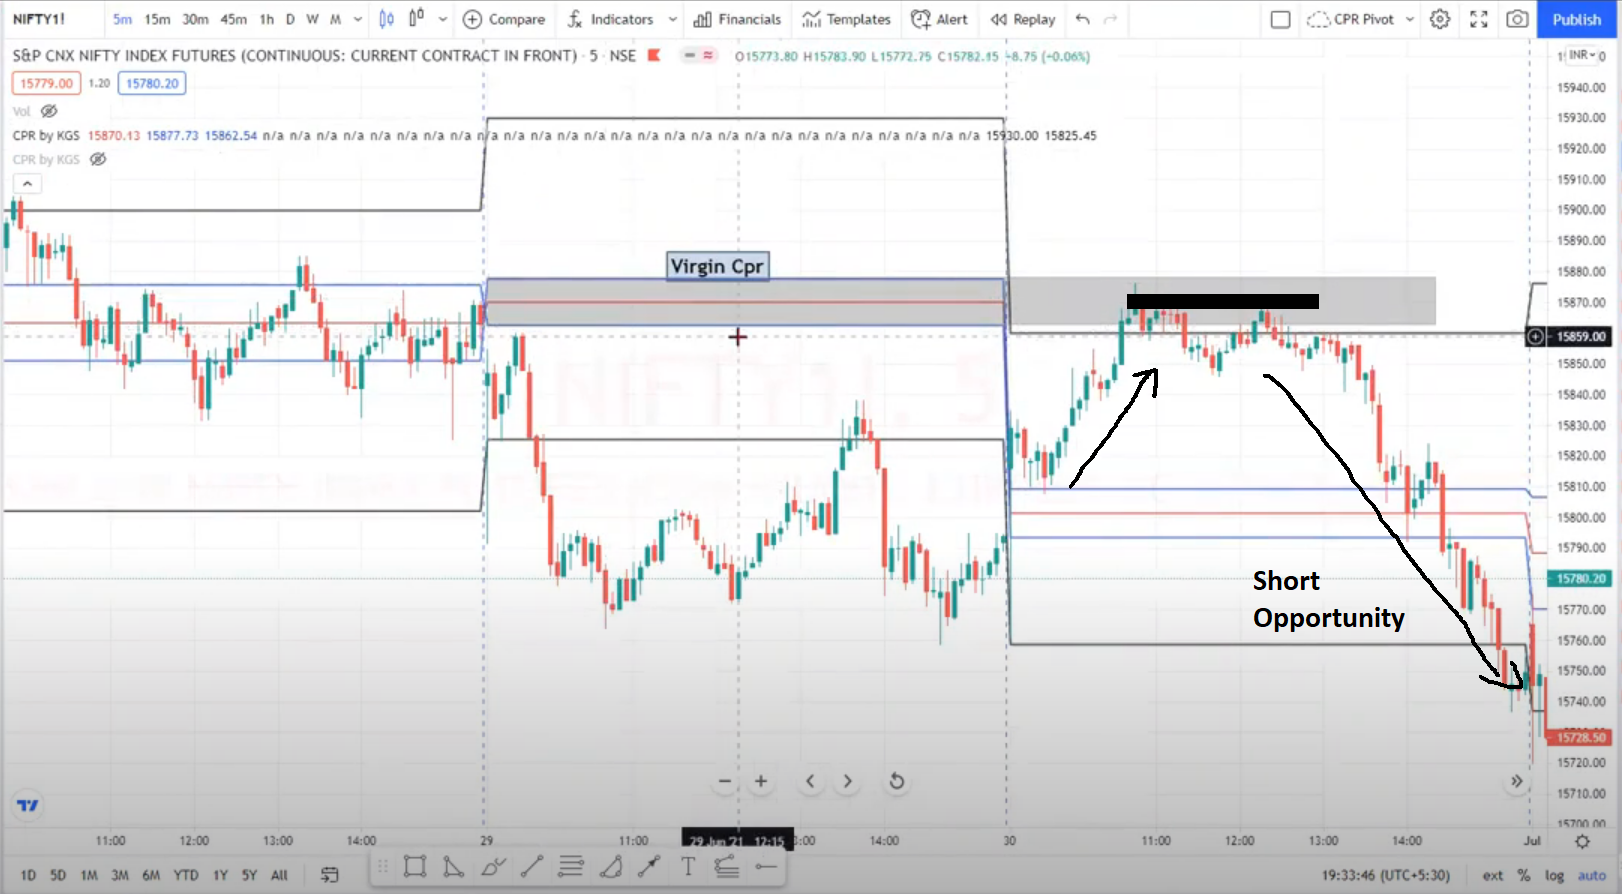 NIFTY1! 5m 15m 30m 45m 1h D W M Compare Indicators Financials Templates Alert Replay CPR Pivot Publish
S&P CNX NIFTY INDEX FUTURES (CONTINUOUS: CURRENT CONTRACT IN FRONT) · 5 · NSE O15773.80 H15783.90 L15772.75 C15782.15 -8.75 (-0.06%) INR
15779.00 1.20 15780.20
15940.00
Vol
15930.00
CPR by KGS 15870.13 15877.73 15862.54 n/a n/a n/a n/a n/a n/a n/a n/a n/a n/a n/a n/a n/a n/a n/a n/a n/a n/a n/a n/a n/a n/a n/a n/a n/a n/a n/a 15930.00 15825.45
15920.00
CPR by KGS
15910.00
15900.00
15890.00
Virgin Cpr
15880.00
15870.00
15859.00
15850.00
15840.00
15830.00
15820.00
15810.00
15800.00
15790.00
15780.20
Short
Opportunity
15770.00
15760.00
15750.00
15740.00
15728.50
15720.00
15710.00
15700.00
11:00 12:00 13:00 14:00 29 11:00 29 Jun '21 12:15 14:00 30 11:00 12:00 13:00 14:00 Jul
1D 5D 1M 3M 6M YTD 1Y 5Y All T 19:33:46 (UTC+5:30) ext % log auto